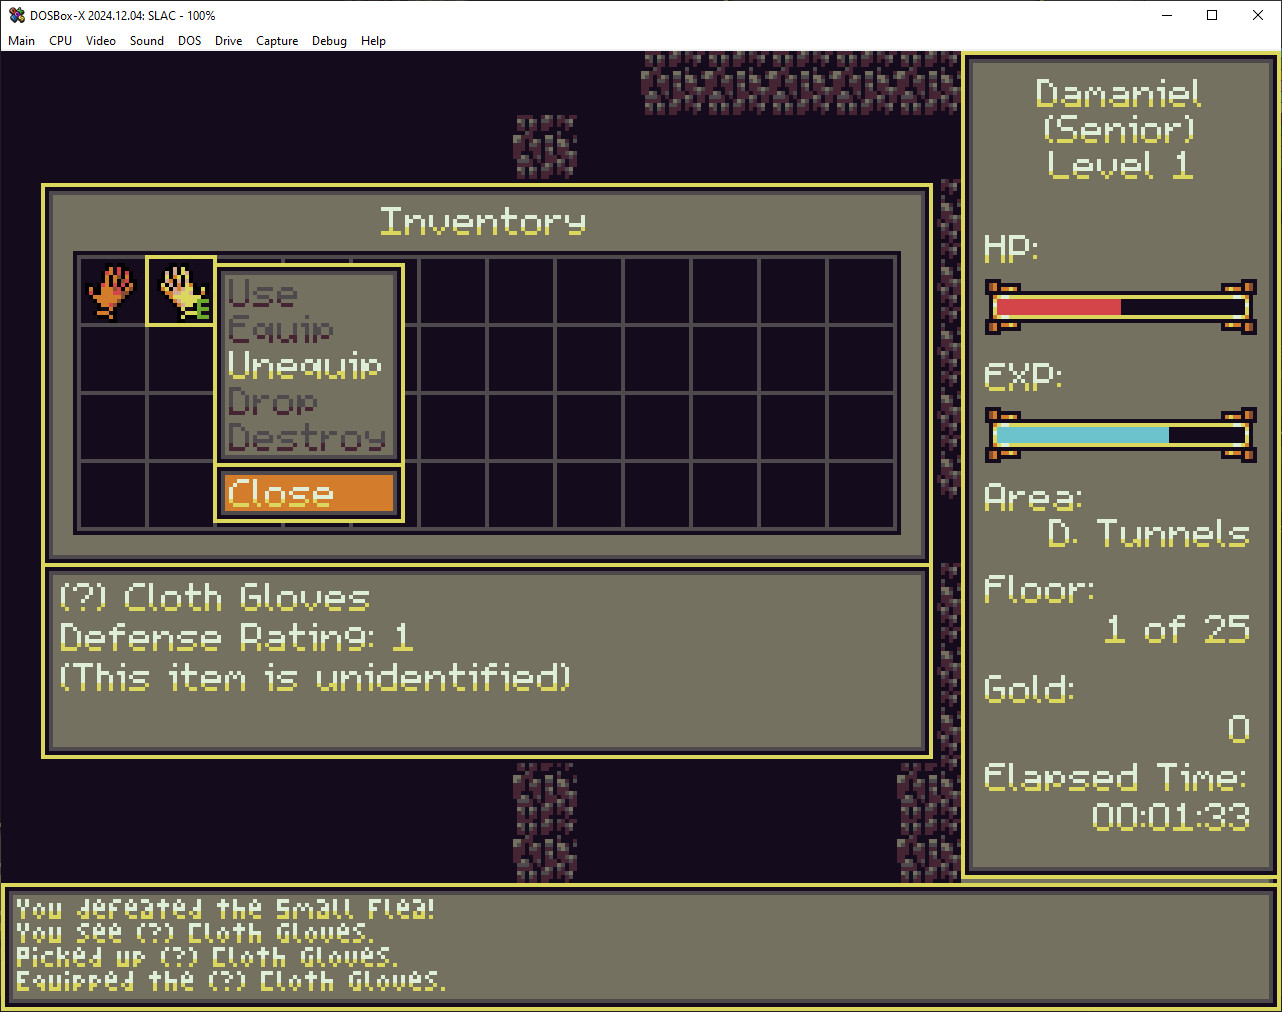 DOSBox-X 2024.12.04: SLAC - 100%
Main CPU Video Sound DOS Drive Capture Debug Help
Inventory
Use
Equip
Unequip
Drop
Destroy
Close
E
(?) Cloth Gloves
Defense Rating: 1
(This item is unidentified)
Damaniel
(Senior)
Level 1
HP:
EXP:
Area:
D. Tunnels
Floor:
1 of 25
Gold:
0
Elapsed Time:
00:01:33
You defeated the Small Flea!
You see (?) Cloth Gloves.
Picked up (?) Cloth Gloves.
Equipped the (?) Cloth Gloves.